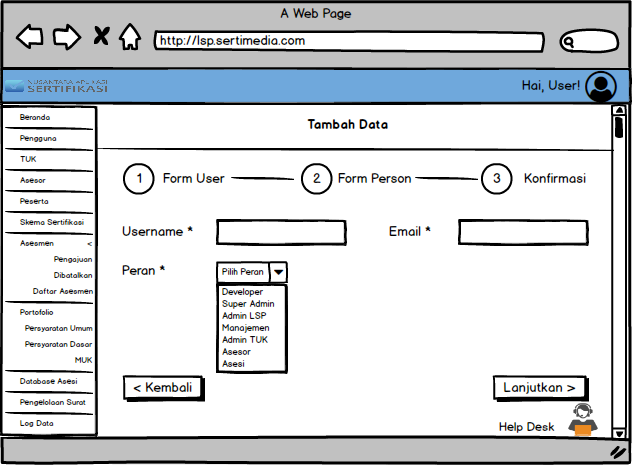 A Web Page
http://lsp.sertimedia.com
NUSANTARA APLIKASI
SERTIFIKASI
Hai, User!
Beranda
Pengguna
TUK
Asesor
Peserta
Skema Sertifikasi
Asesmen <
Pengajuan
Dibatalkan
Daftar Asesmen
Portofolio
Persyaratan Umum
Persyaratan Dasar
MUK
Database Asesi
Pengelolaan Surat
Log Data
Tambah Data
1 Form User 2 Form Person 3 Konfirmasi
Username * Email *
Peran * Pilih Peran
Developer
Super Admin
Admin LSP
Manajemen
Admin TUK
Asesor
Asesi
< Kembali Lanjutkan >
Help Desk